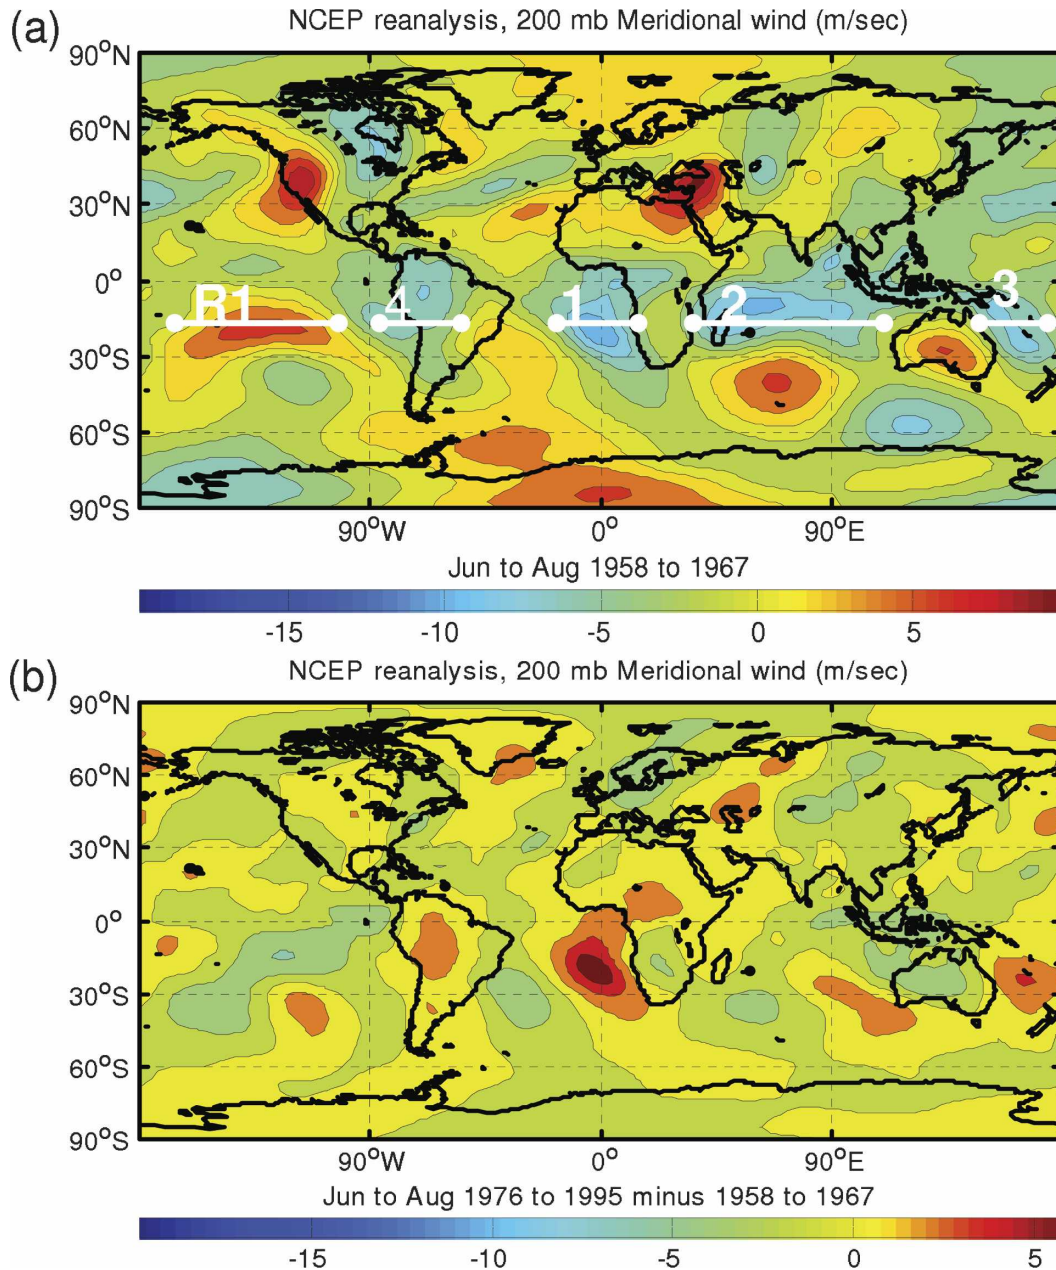 (a)
NCEP reanalysis, 200 mb Meridional wind (m/sec)
90°N
60°N
30°N
0°
30°S
60°S
90°S
R1 4 1 2 3
90°W 0° 90°E
Jun to Aug 1958 to 1967
-15 -10 -5 0 5
(b)
NCEP reanalysis, 200 mb Meridional wind (m/sec)
90°N
60°N
30°N
0°
30°S
60°S
90°S
90°W 0° 90°E
Jun to Aug 1976 to 1995 minus 1958 to 1967
-15 -10 -5 0 5